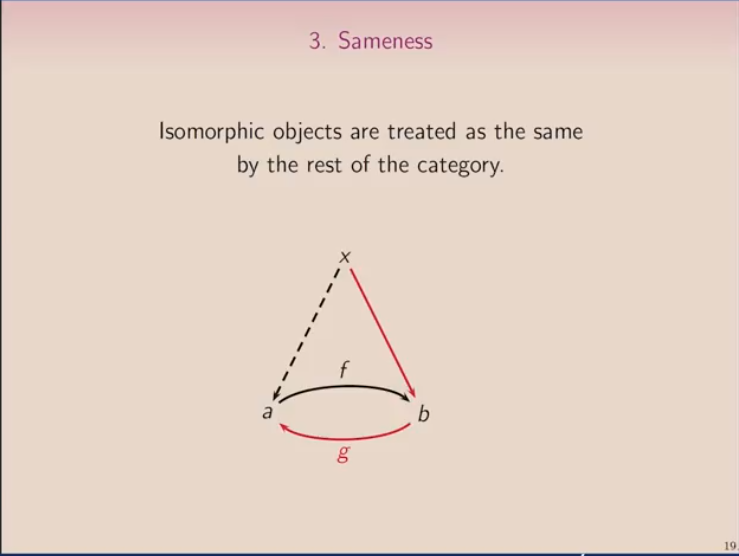 3. Sameness
Isomorphic objects are treated as the same
by the rest of the category.
x
f
a
b
g
19